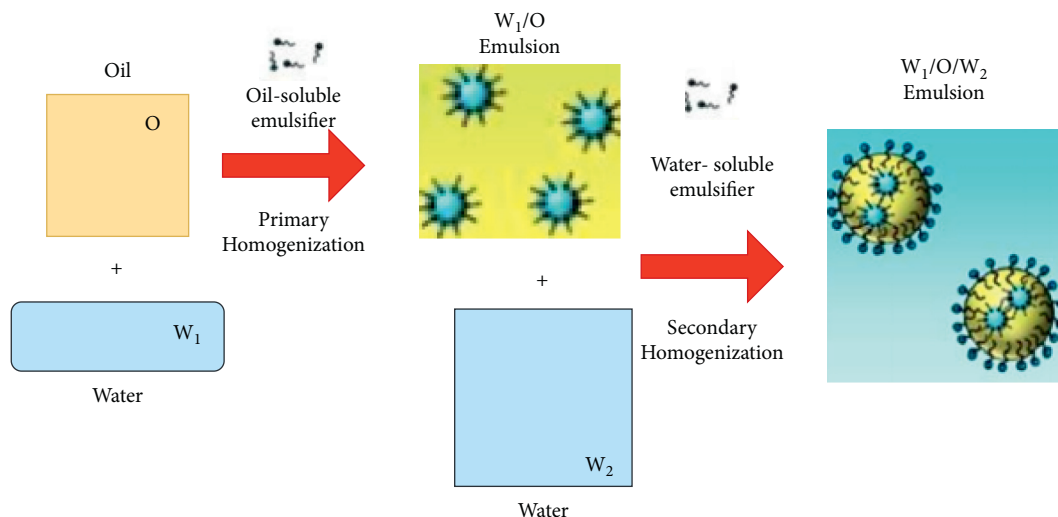 Oil
O
+
W₁
Water
Oil-soluble
emulsifier
Primary
Homogenization
W₁/O
Emulsion
+
W₂
Water
Water- soluble
emulsifier
Secondary
Homogenization
W₁/O/W₂
Emulsion